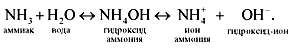 NH₃ + H₂O ↔ NH₄OH ↔ NH₄⁺ + OH⁻.
аммиак вода гидроксид аммония ион аммония гидроксид-ион